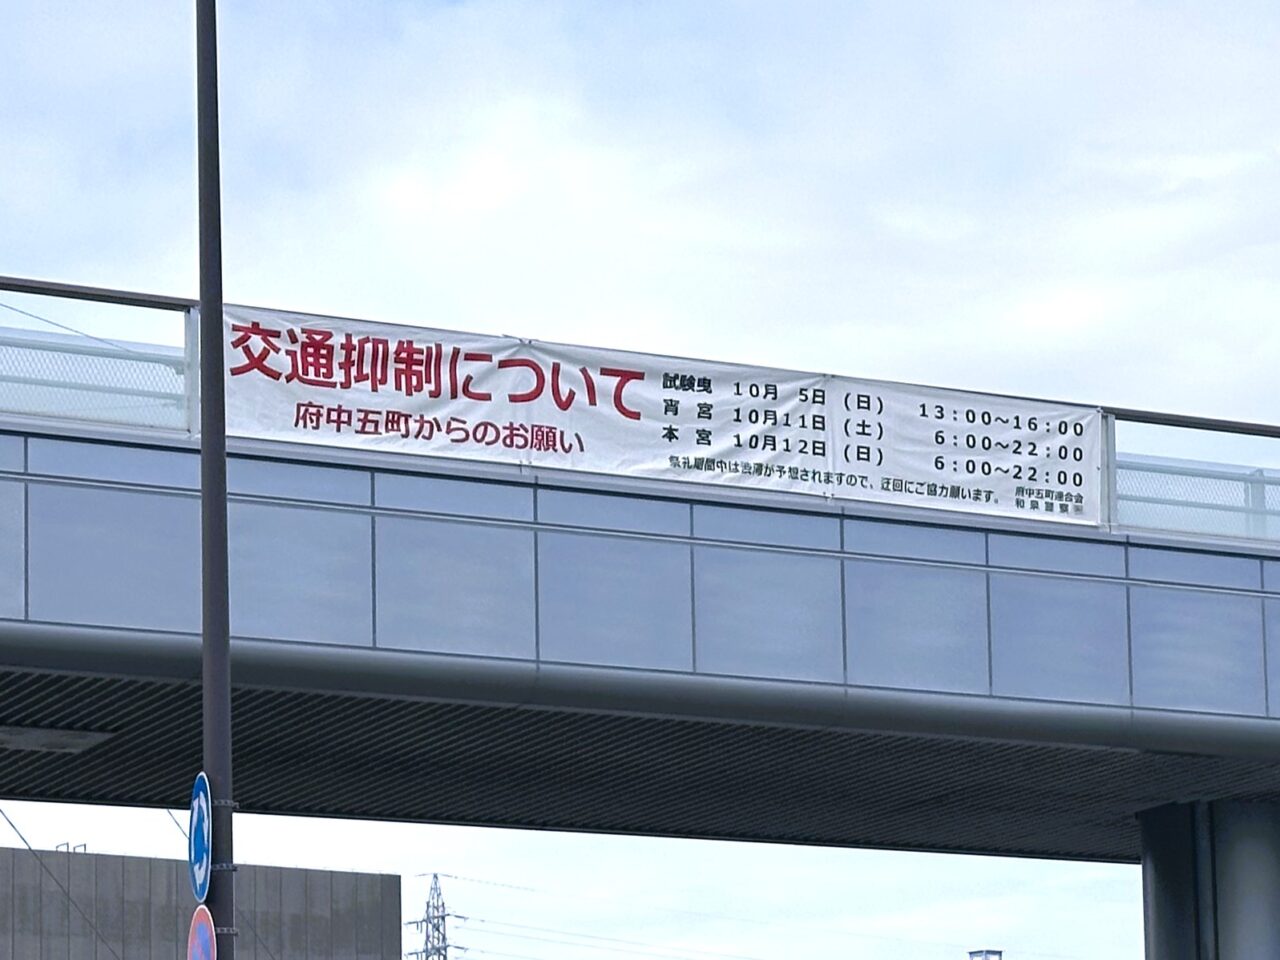 交通抑制について
府中五町からのお願い
試験曳 10月 5日 (日) 13:00～16:00
宵宮 10月11日 (土) 6:00～22:00
本宮 10月12日 (日) 6:00～22:00
祭礼期間中は渋滞が予想されますので、迂回にご協力願います。
府中五町連合会
和泉警察署